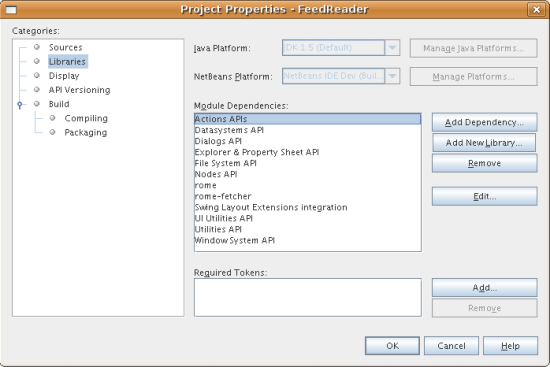 Project Properties - FeedReader
Categories:
Sources
Libraries
Display
API Versioning
Build
Compiling
Packaging
Java Platform: JDK 1.5 (Default) Manage Java Platforms...
NetBeans Platform: NetBeans IDE Dev (Buil... Manage Platforms...
Module Dependencies:
Actions APIs
Datasystems API
Dialogs API
Explorer & Property Sheet API
File System API
Nodes API
rome
rome-fetcher
Swing Layout Extensions integration
UI Utilities API
Utilities API
Window System API
Add Dependency...
Add New Library...
Remove
Edit...
Required Tokens:
Add...
Remove
OK Cancel Help